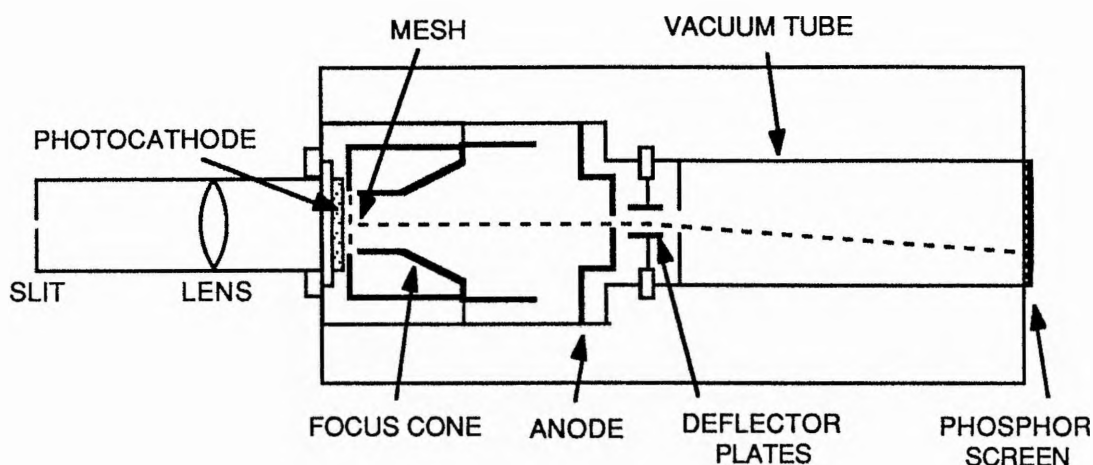 MESH
VACUUM TUBE
PHOTOCATHODE
SLIT
LENS
FOCUS CONE
ANODE
DEFLECTOR
PLATES
PHOSPHOR
SCREEN